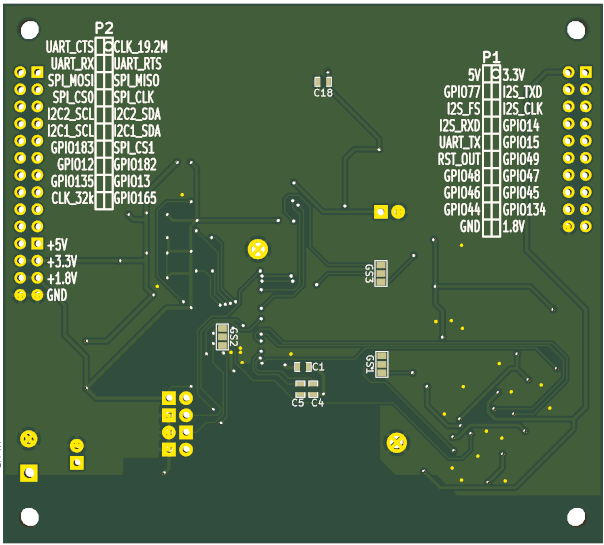 P2
UART_CTS CLK_19.2M
UART_RX UART_RTS
SPI_MOSI SPI_MISO
SPI_CS0 SPI_CLK
I2C2_SCL I2C2_SDA
I2C1_SCL I2C1_SDA
GPIO183 SPI_CS1
GPIO12 GPIO182
GPIO135 GPIO13
CLK_32k GPIO165
+5V
+3.3V
+1.8V
GND
C18
P1
5V 3.3V
GPIO77 I2S_TXD
I2S_FS I2S_CLK
I2S_RXD GPIO14
UART_TX GPIO15
RST_OUT GPIO49
GPIO48 GPIO47
GPIO46 GPIO45
GPIO44 GPIO134
GND 1.8V
GS3
GS2
GS1
C1
C5 C4